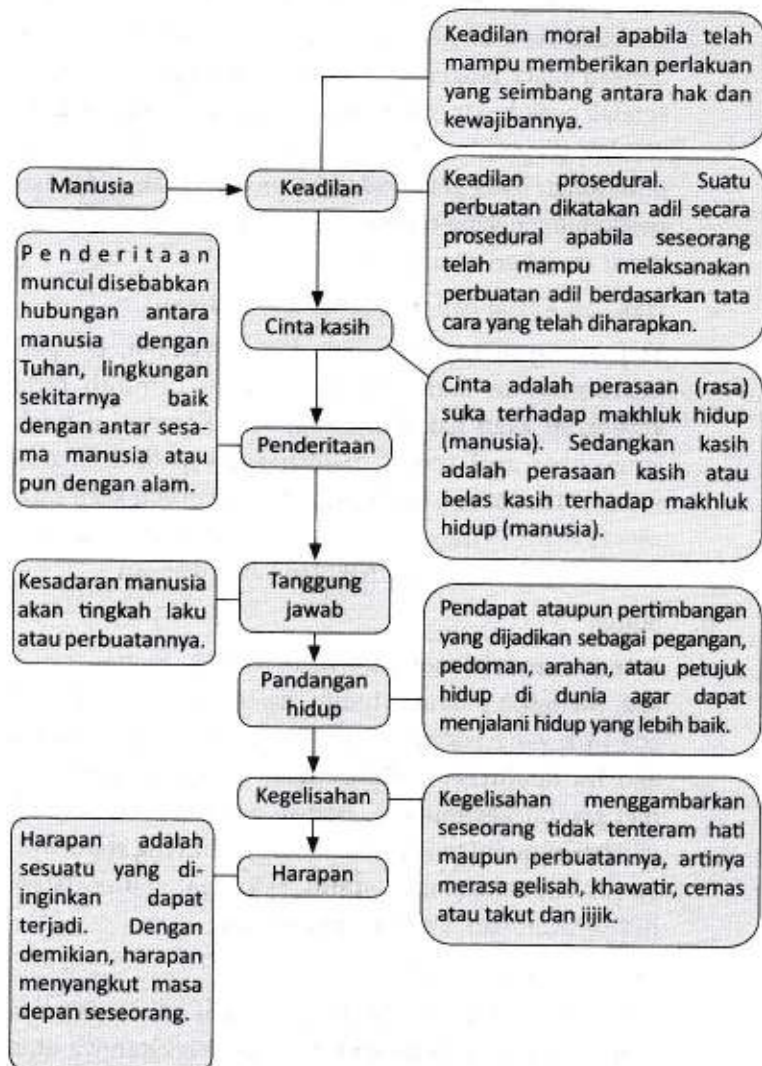 Keadilan moral apabila telah
mampu memberikan perlakuan
yang seimbang antara hak dan
kewajibannya.
Manusia
Keadilan
Keadilan prosedural. Suatu
perbuatan dikatakan adil secara
prosedural apabila seseorang
telah mampu melaksanakan
perbuatan adil berdasarkan tata
cara yang telah diharapkan.
Penderitaan
muncul disebabkan
hubungan antara
manusia dengan
Tuhan, lingkungan
sekitarnya baik
dengan antar sesa-
ma manusia atau
pun dengan alam.
Cinta kasih
Cinta adalah perasaan (rasa)
suka terhadap makhluk hidup
(manusia). Sedangkan kasih
adalah perasaan kasih atau
belas kasih terhadap makhluk
hidup (manusia).
Penderitaan
Kesadaran manusia
akan tingkah laku
atau perbuatannya.
Tanggung
jawab
Pendapat ataupun pertimbangan
yang dijadikan sebagai pegangan,
pedoman, arahan, atau petujuk
hidup di dunia agar dapat
menjalani hidup yang lebih baik.
Pandangan
hidup
Kegelisahan
Kegelisahan menggambarkan
seseorang tidak tenteram hati
maupun perbuatannya, artinya
merasa gelisah, khawatir, cemas
atau takut dan jijik.
Harapan adalah
sesuatu yang di-
inginkan dapat
terjadi. Dengan
demikian, harapan
menyangkut masa
depan seseorang.
Harapan